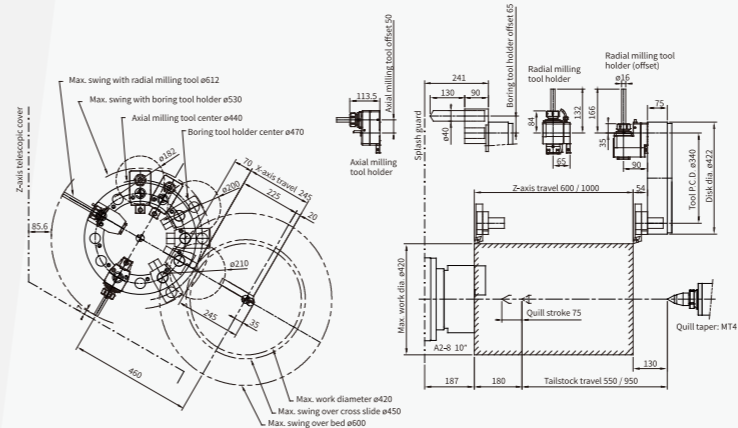 Max. swing with radial milling tool ø612
Max. swing with boring tool holder ø530
Axial milling tool center ø440
Boring tool holder center ø470
Z-axis telescopic cover
ø182
ø200
70
X-axis travel 245
225
20
85.6
ø210
245
35
460
Max. work diameter ø420
Max. swing over cross slide ø450
Max. swing over bed ø600
113.5
Axial milling tool offset 50
Axial milling
tool holder
Splash guard
241
130
90
ø40
Boring tool holder offset 65
Radial milling
tool holder
84
132
65
Radial milling tool
holder (offset)
ø16
166
35
90
75
Tool P.C.D. ø340
Disk dia. ø422
Z-axis travel 600 / 1000
54
Max. work dia. ø420
Quill stroke 75
Quill taper: MT4
A2-8 10"
130
187
180
Tailstock travel 550 / 950